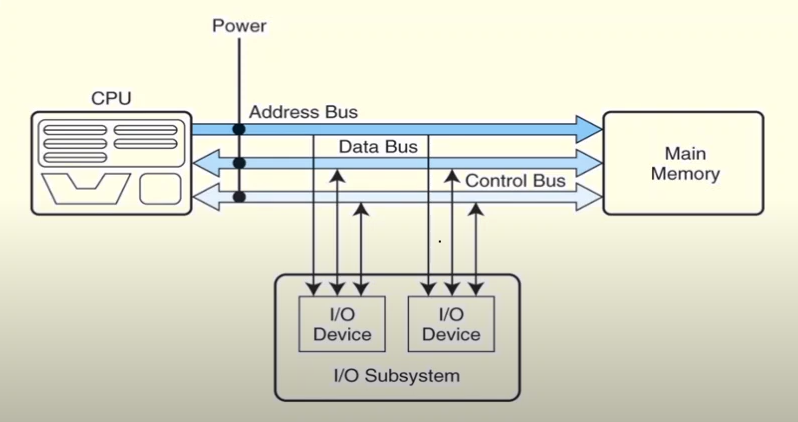 Power
CPU
Address Bus
Data Bus
Control Bus
Main
Memory
I/O
Device
I/O
Device
I/O Subsystem